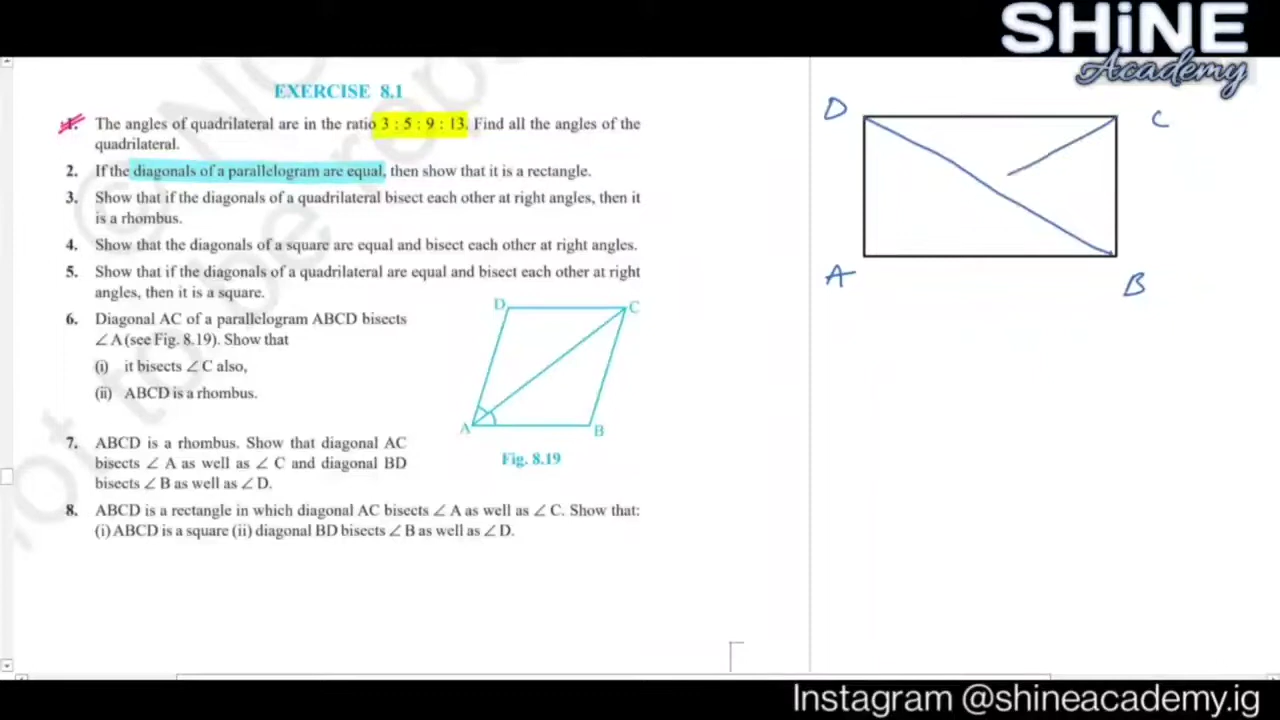 SHiNE
Academy
EXERCISE 8.1
1. The angles of quadrilateral are in the ratio 3 : 5 : 9 : 13. Find all the angles of the
quadrilateral.
2. If the diagonals of a parallelogram are equal, then show that it is a rectangle.
3. Show that if the diagonals of a quadrilateral bisect each other at right angles, then it
is a rhombus.
4. Show that the diagonals of a square are equal and bisect each other at right angles.
5. Show that if the diagonals of a quadrilateral are equal and bisect each other at right
angles, then it is a square.
6. Diagonal AC of a parallelogram ABCD bisects
∠ A (see Fig. 8.19). Show that
(i) it bisects ∠ C also,
(ii) ABCD is a rhombus.
D C
A B
Fig. 8.19
7. ABCD is a rhombus. Show that diagonal AC
bisects ∠ A as well as ∠ C and diagonal BD
bisects ∠ B as well as ∠ D.
8. ABCD is a rectangle in which diagonal AC bisects ∠ A as well as ∠ C. Show that:
(i) ABCD is a square (ii) diagonal BD bisects ∠ B as well as ∠ D.
D C
A B
not to be rep
Instagram @shineacademy.ig